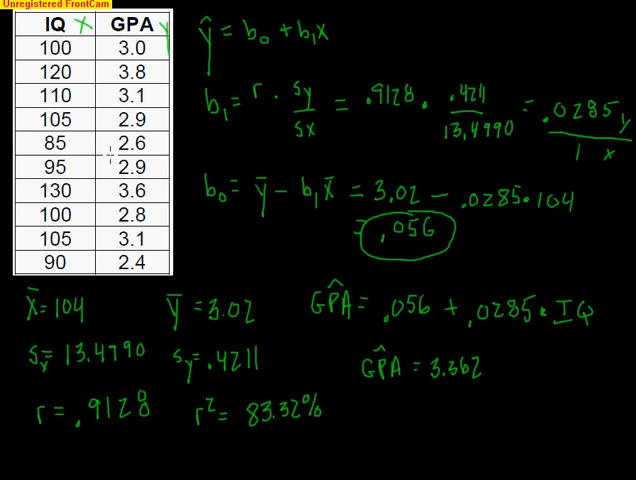 Unregistered FrontCam
IQ x GPA y
100 3.0
120 3.8
110 3.1
105 2.9
85 2.6
95 2.9
130 3.6
100 2.8
105 3.1
90 2.4
ŷ = b₀ + b₁x
b₁ = r · sy/sx = .9128 · .4211/13.4990 = .0285 y/1 x
b₀ = ȳ − b₁x̄ = 3.02 − .0285·104
= .056
x̄ = 104 ȳ = 3.02 GPÂ = .056 + .0285 · IQ
sx = 13.4990 sy = .4211 GPÂ = 3.362
r = .9128 r² = 83.32%